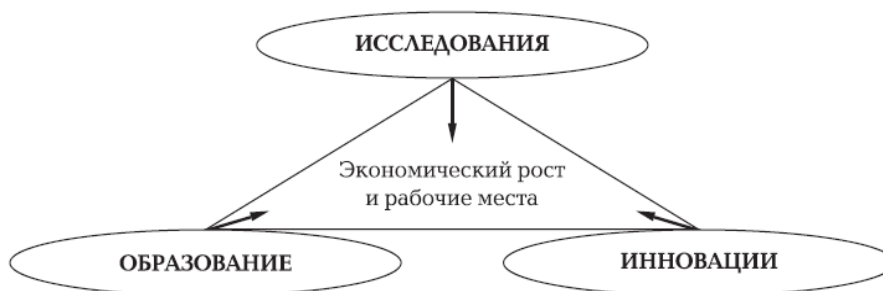 ИССЛЕДОВАНИЯ
Экономический рост
и рабочие места
ОБРАЗОВАНИЕ
ИННОВАЦИИ